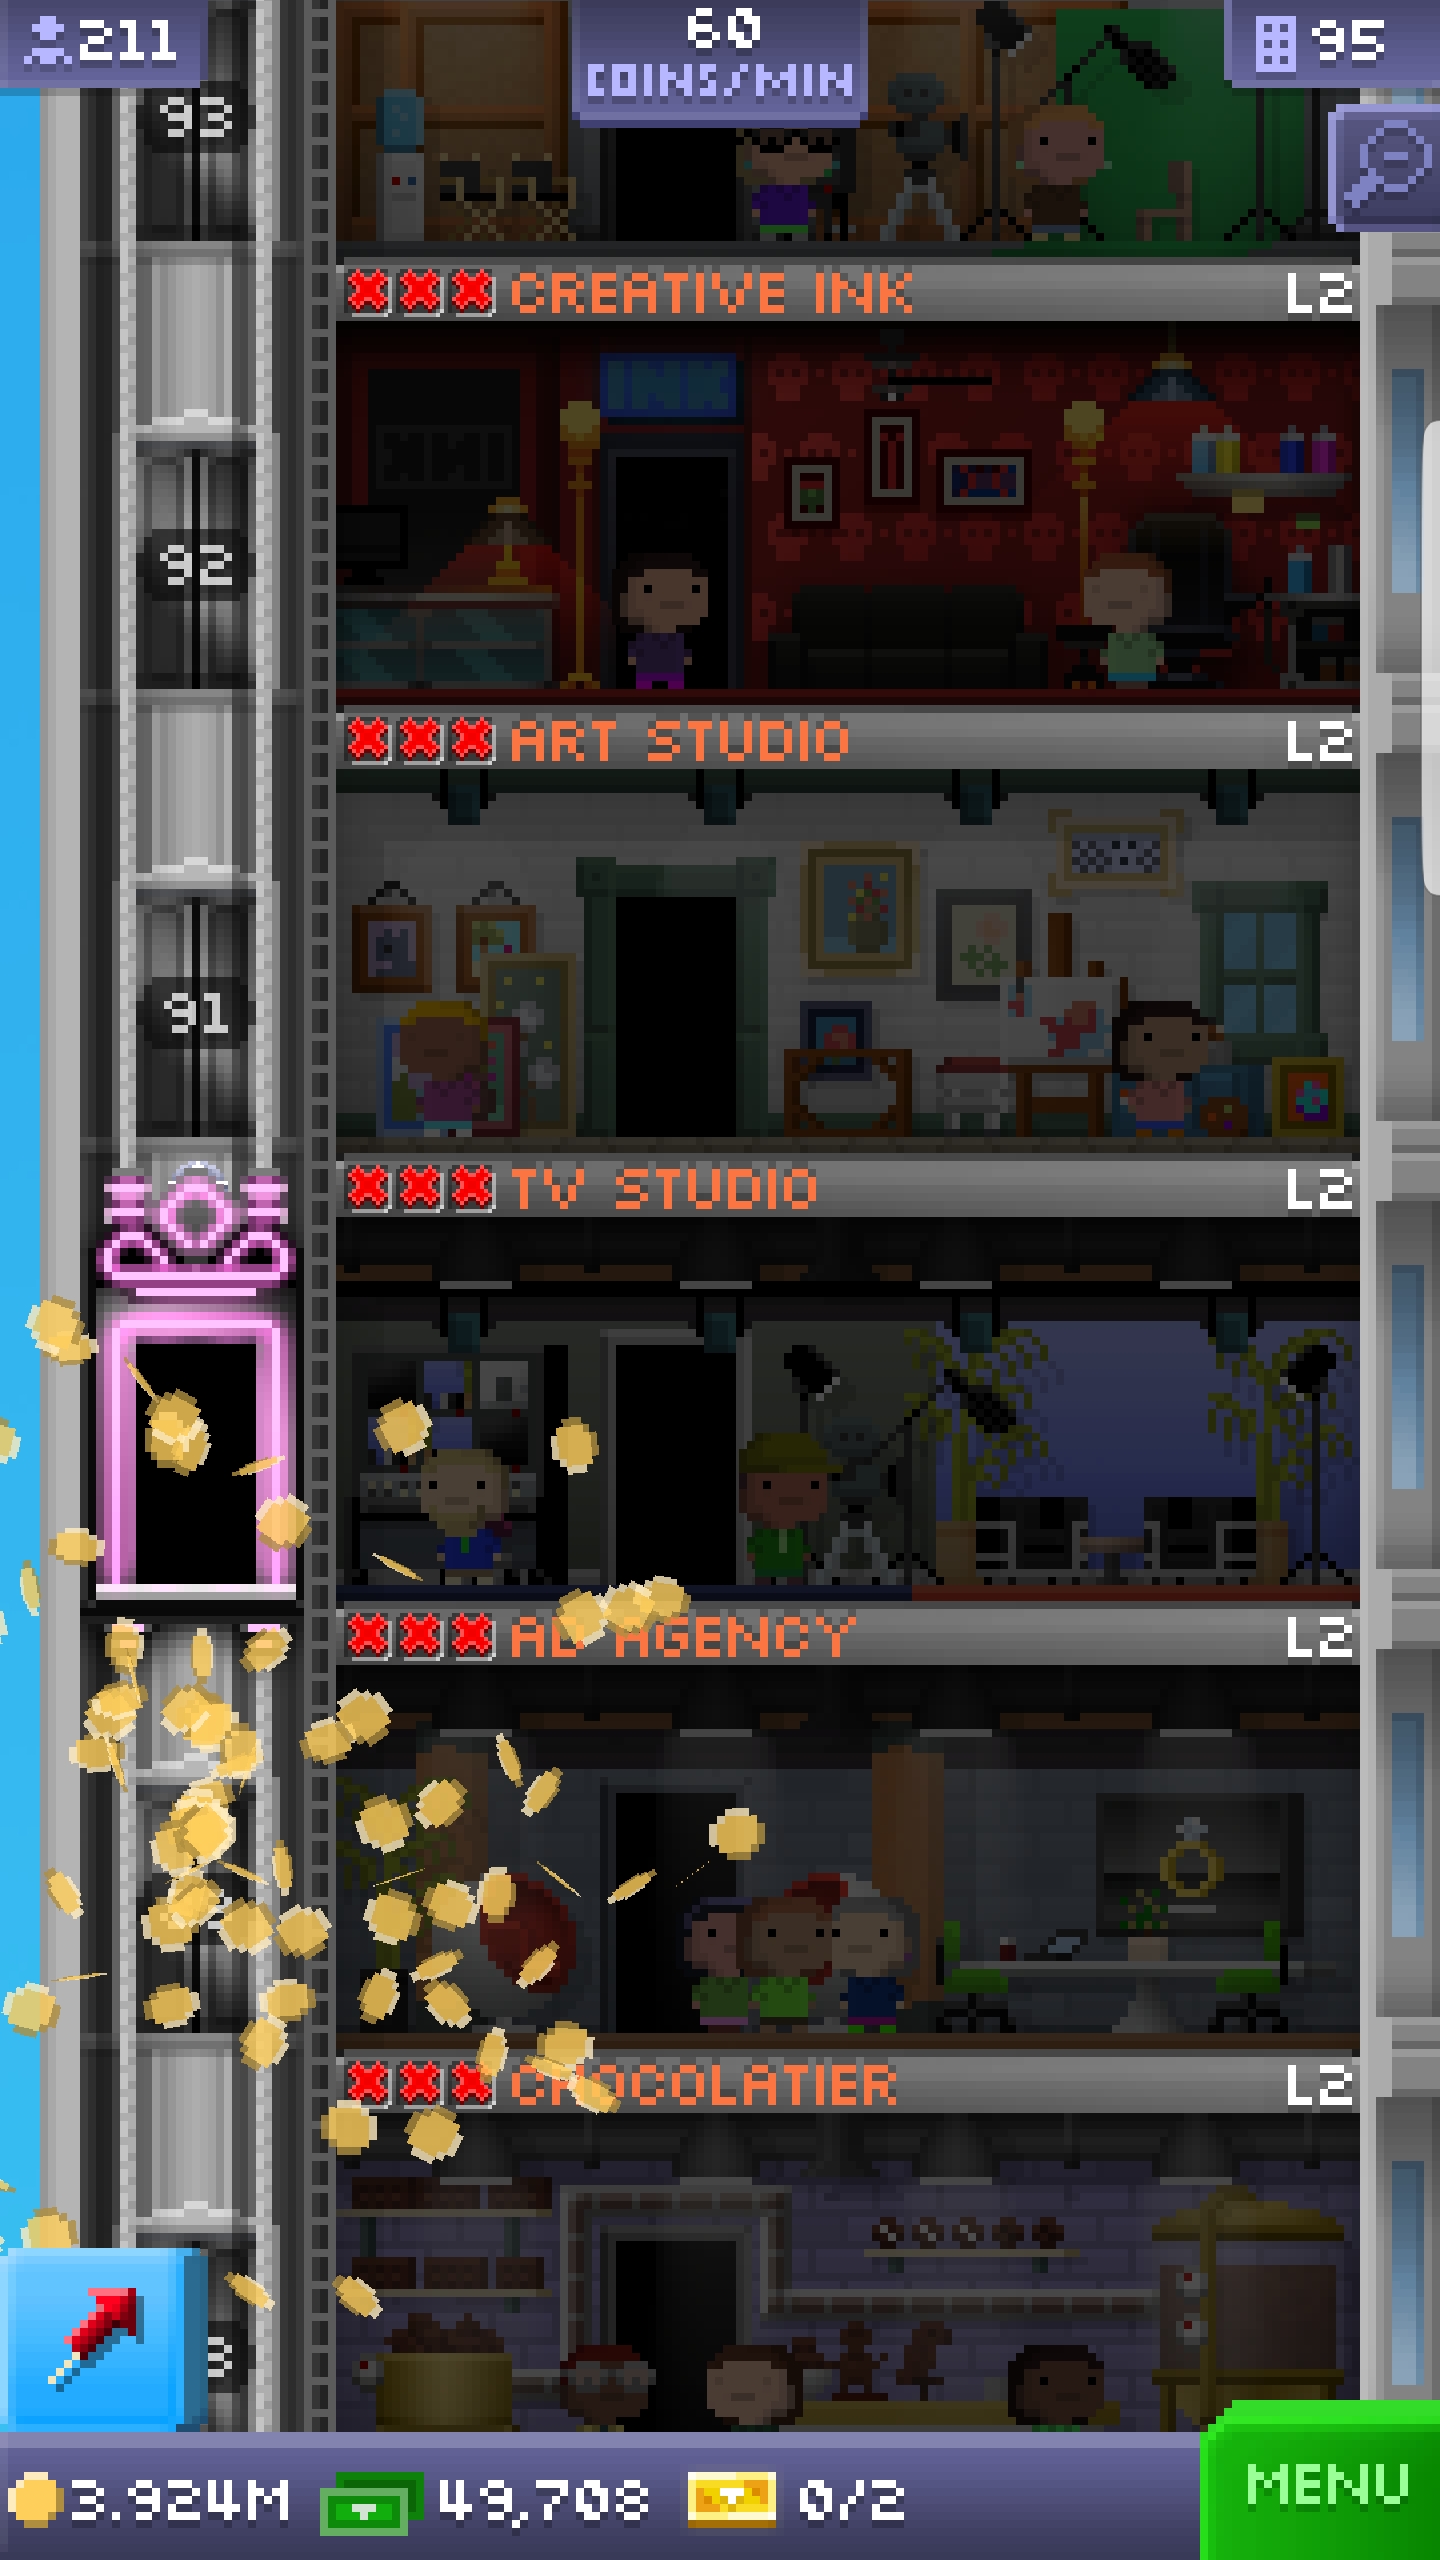 211
60
COINS/MIN
95
93
CREATIVE INK L2
INK
92
ART STUDIO L2
91
TV STUDIO L2
AD AGENCY L2
CHOCOLATIER L2
3.924M 49,708 0/2
MENU